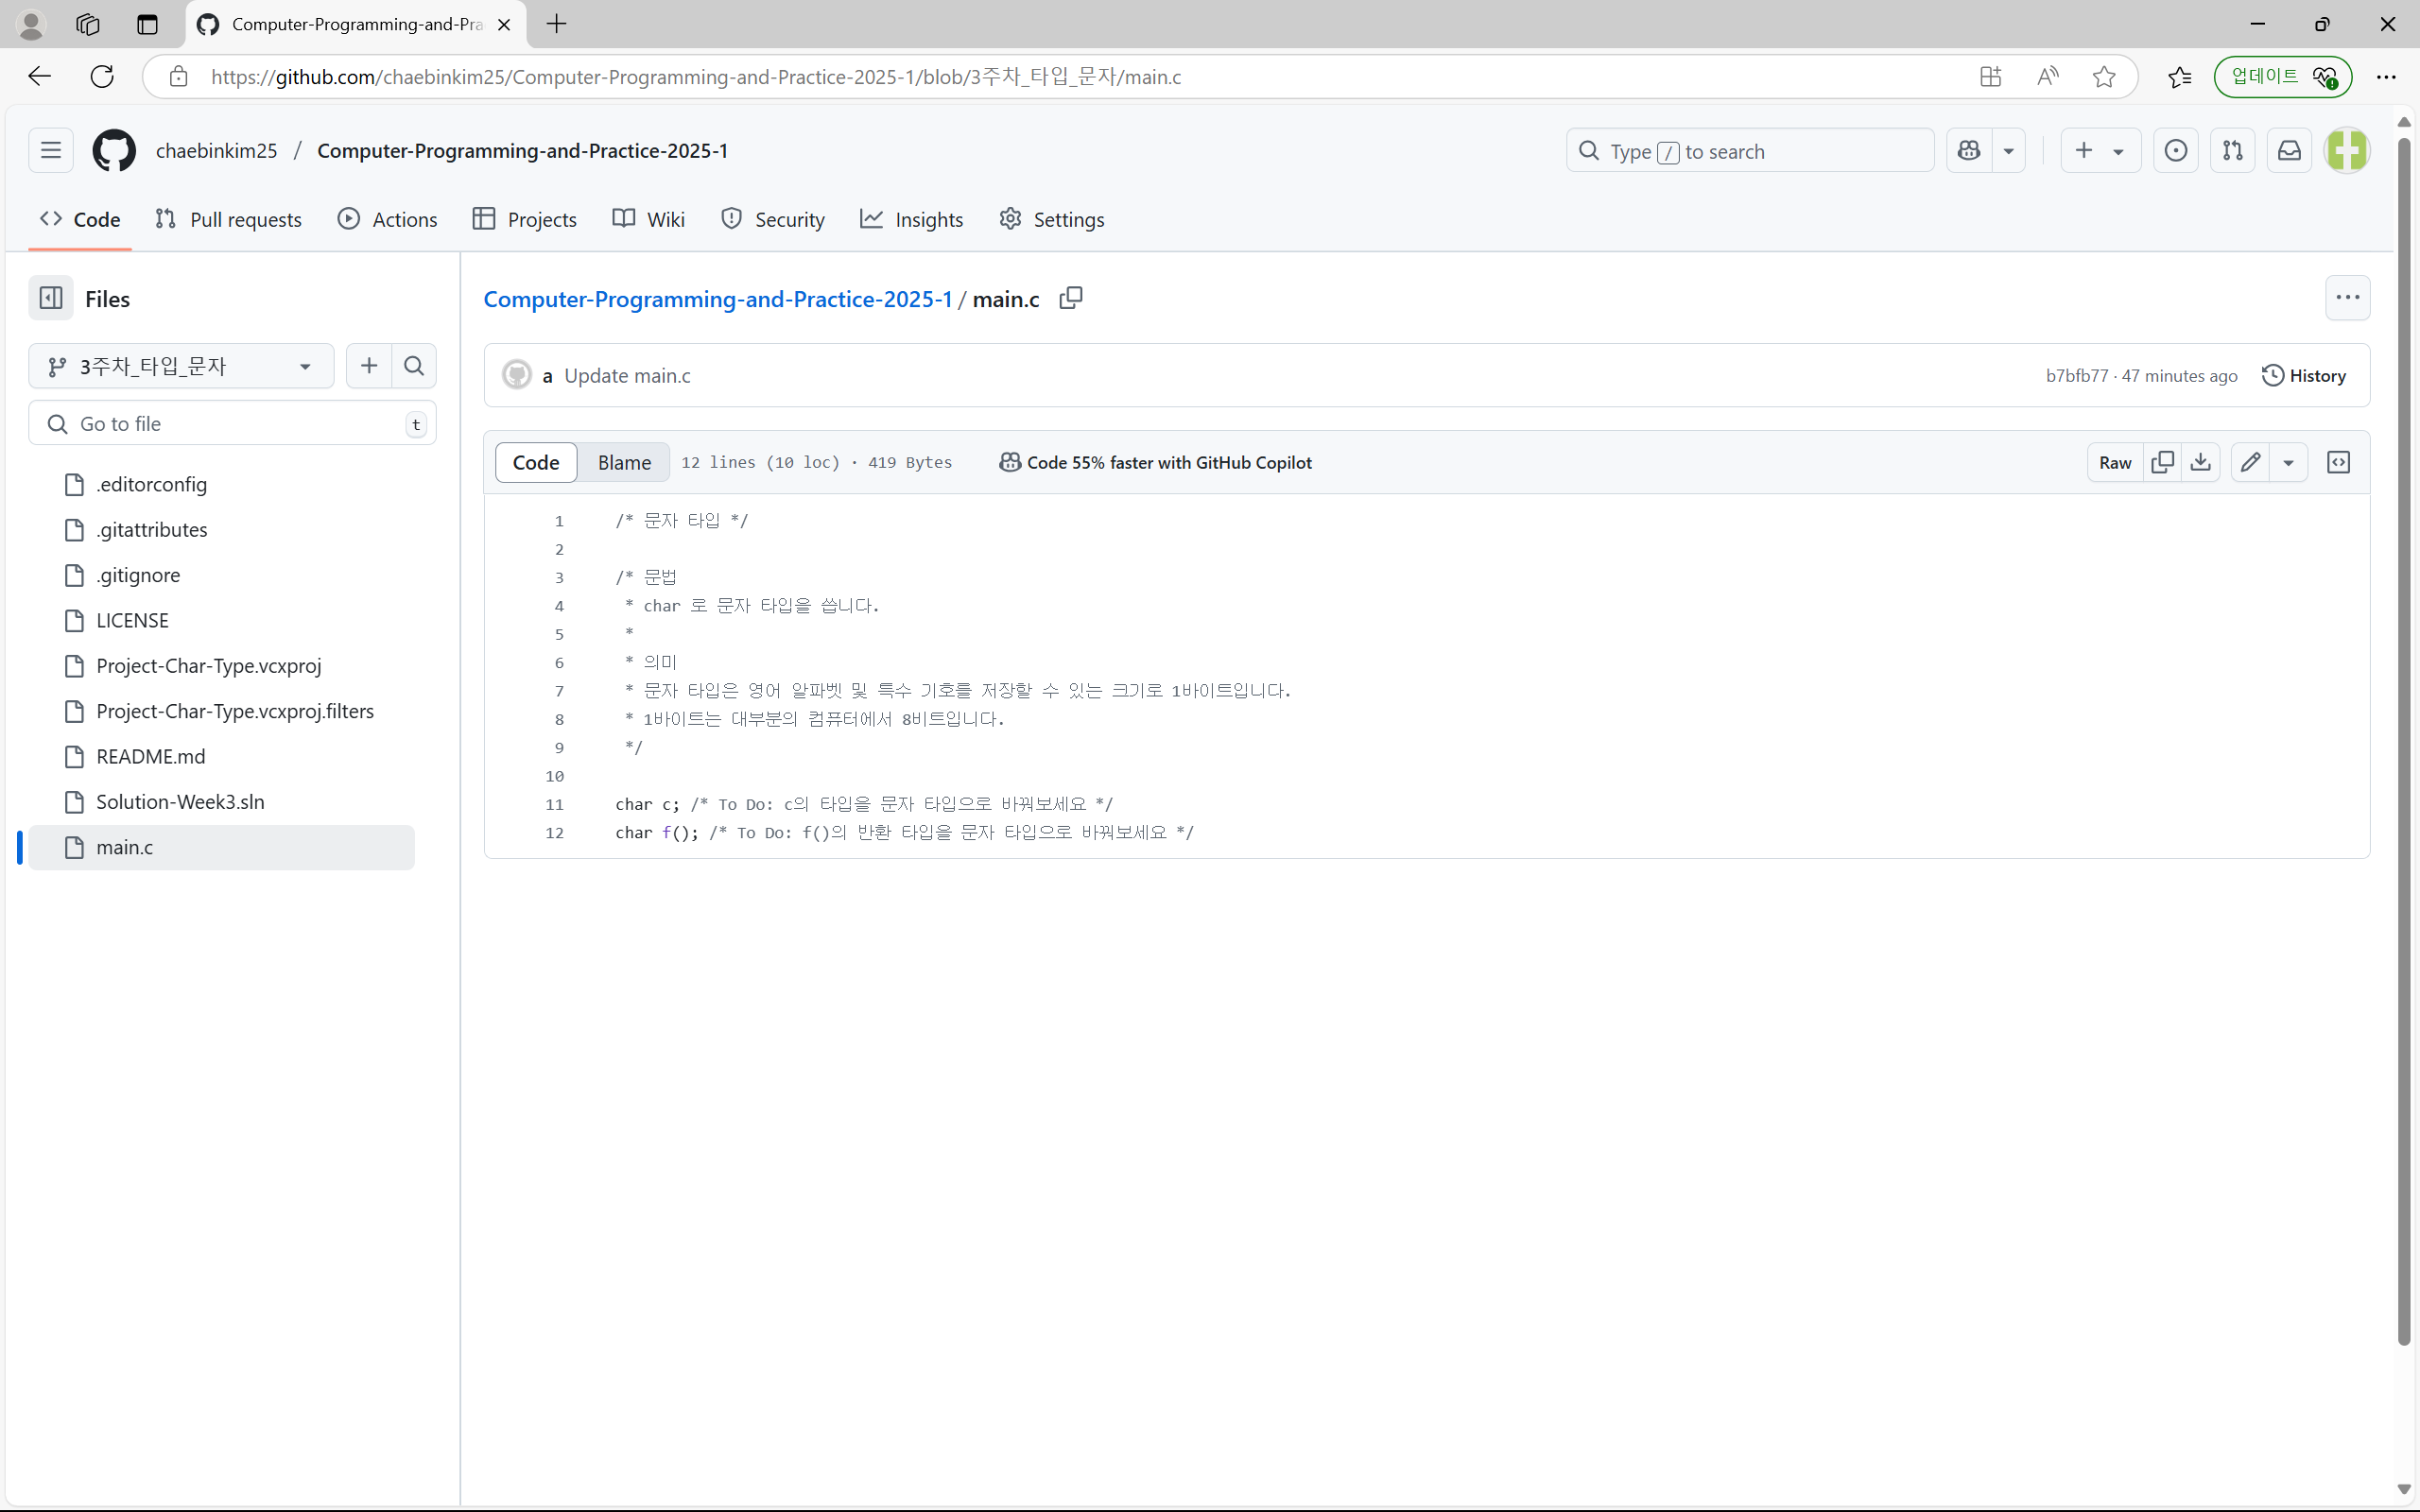 Computer-Programming-and-Pra
https://github.com/chaebinkim25/Computer-Programming-and-Practice-2025-1/blob/3주차_타입_문자/main.c
업데이트
chaebinkim25 / Computer-Programming-and-Practice-2025-1
Type / to search
Code
Pull requests
Actions
Projects
Wiki
Security
Insights
Settings
Files
3주차_타입_문자
Go to file
t
.editorconfig
.gitattributes
.gitignore
LICENSE
Project-Char-Type.vcxproj
Project-Char-Type.vcxproj.filters
README.md
Solution-Week3.sln
main.c
Computer-Programming-and-Practice-2025-1 / main.c
a Update main.c
b7bfb77 · 47 minutes ago
History
Code
Blame
12 lines (10 loc) · 419 Bytes
Code 55% faster with GitHub Copilot
Raw
1 /* 문자 타입 */
2
3 /* 문법
4 * char 로 문자 타입을 씁니다.
5 *
6 * 의미
7 * 문자 타입은 영어 알파벳 및 특수 기호를 저장할 수 있는 크기로 1바이트입니다.
8 * 1바이트는 대부분의 컴퓨터에서 8비트입니다.
9 */
10
11 char c; /* To Do: c의 타입을 문자 타입으로 바꿔보세요 */
12 char f(); /* To Do: f()의 반환 타입을 문자 타입으로 바꿔보세요 */